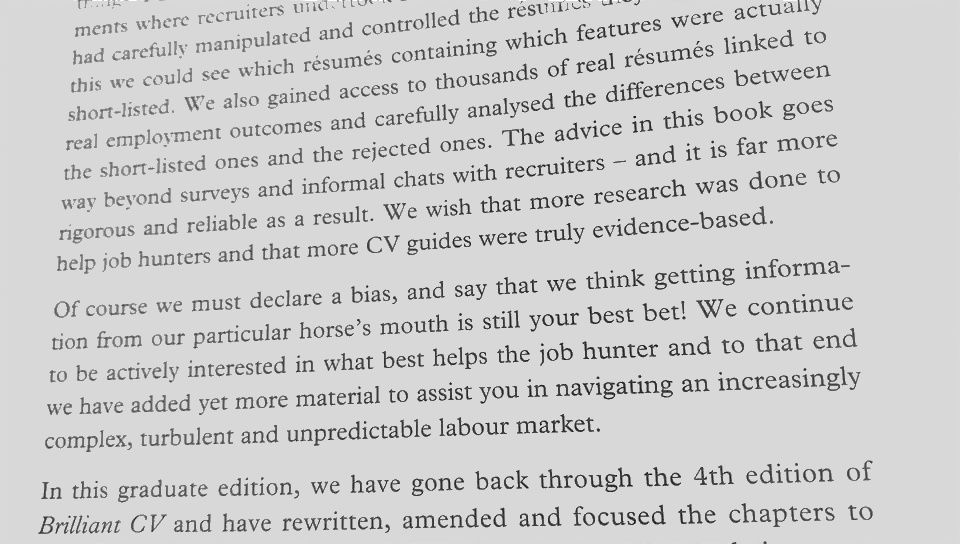 ments where recruiters
had carefully manipulated and controlled the résumés
this we could see which résumés containing which features were actually
short-listed. We also gained access to thousands of real résumés linked to
real employment outcomes and carefully analysed the differences between
the short-listed ones and the rejected ones. The advice in this book goes
way beyond surveys and informal chats with recruiters – and it is far more
rigorous and reliable as a result. We wish that more research was done to
help job hunters and that more CV guides were truly evidence-based.
Of course we must declare a bias, and say that we think getting informa-
tion from our particular horse's mouth is still your best bet! We continue
to be actively interested in what best helps the job hunter and to that end
we have added yet more material to assist you in navigating an increasingly
complex, turbulent and unpredictable labour market.
In this graduate edition, we have gone back through the 4th edition of
Brilliant CV and have rewritten, amended and focused the chapters to